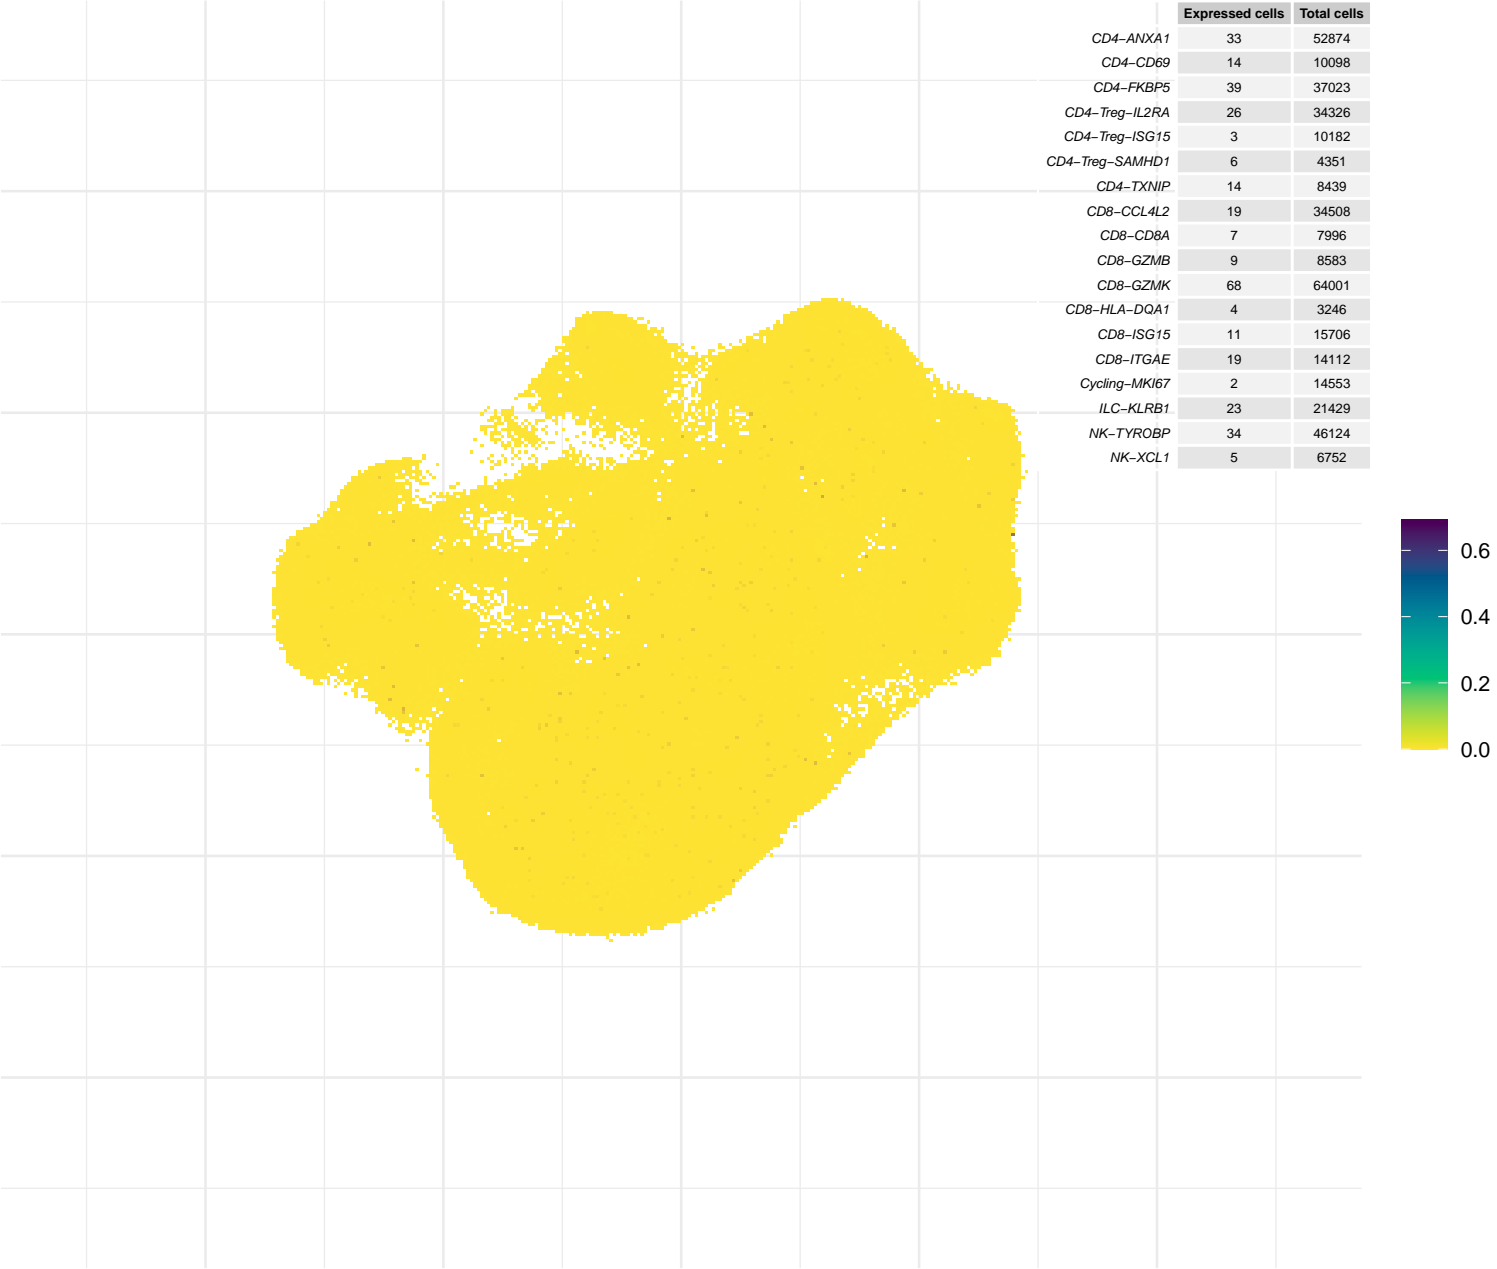 Expressed cells Total cells
CD4−ANXA1 33 52874
CD4−CD69 14 10098
CD4−FKBP5 39 37023
CD4−Treg−IL2RA 26 34326
CD4−Treg−ISG15 3 10182
CD4−Treg−SAMHD1 6 4351
CD4−TXNIP 14 8439
CD8−CCL4L2 19 34508
CD8−CD8A 7 7996
CD8−GZMB 9 8583
CD8−GZMK 68 64001
CD8−HLA−DQA1 4 3246
CD8−ISG15 11 15706
CD8−ITGAE 19 14112
Cycling−MKI67 2 14553
ILC−KLRB1 23 21429
NK−TYROBP 34 46124
NK−XCL1 5 6752
0.6
0.4
0.2
0.0